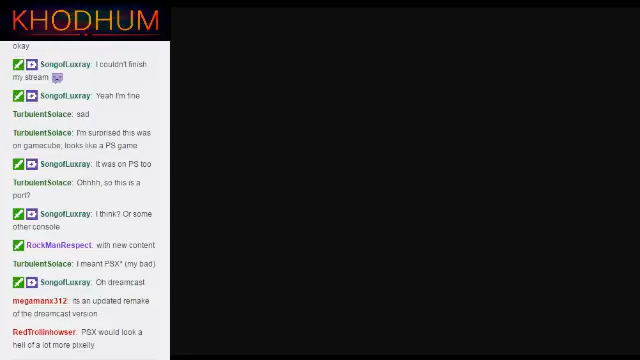 KHODHUM
okay
SongofLuxray: I couldn't finish
my stream
SongofLuxray: Yeah I'm fine
TurbulentSolace: sad
TurbulentSolace: I'm surprised this was
on gamecube, looks like a PS game
SongofLuxray: It was on PS too
TurbulentSolace: Ohhhh, so this is a
port?
SongofLuxray: I think? Or some
other console
RockManRespect: with new content
TurbulentSolace: I meant PSX* (my bad)
SongofLuxray: Oh dreamcast
megamanx312: its an updated remake
of the dreamcast version
RedTrollinhowser: PSX would look a
hell of a lot more pixelly